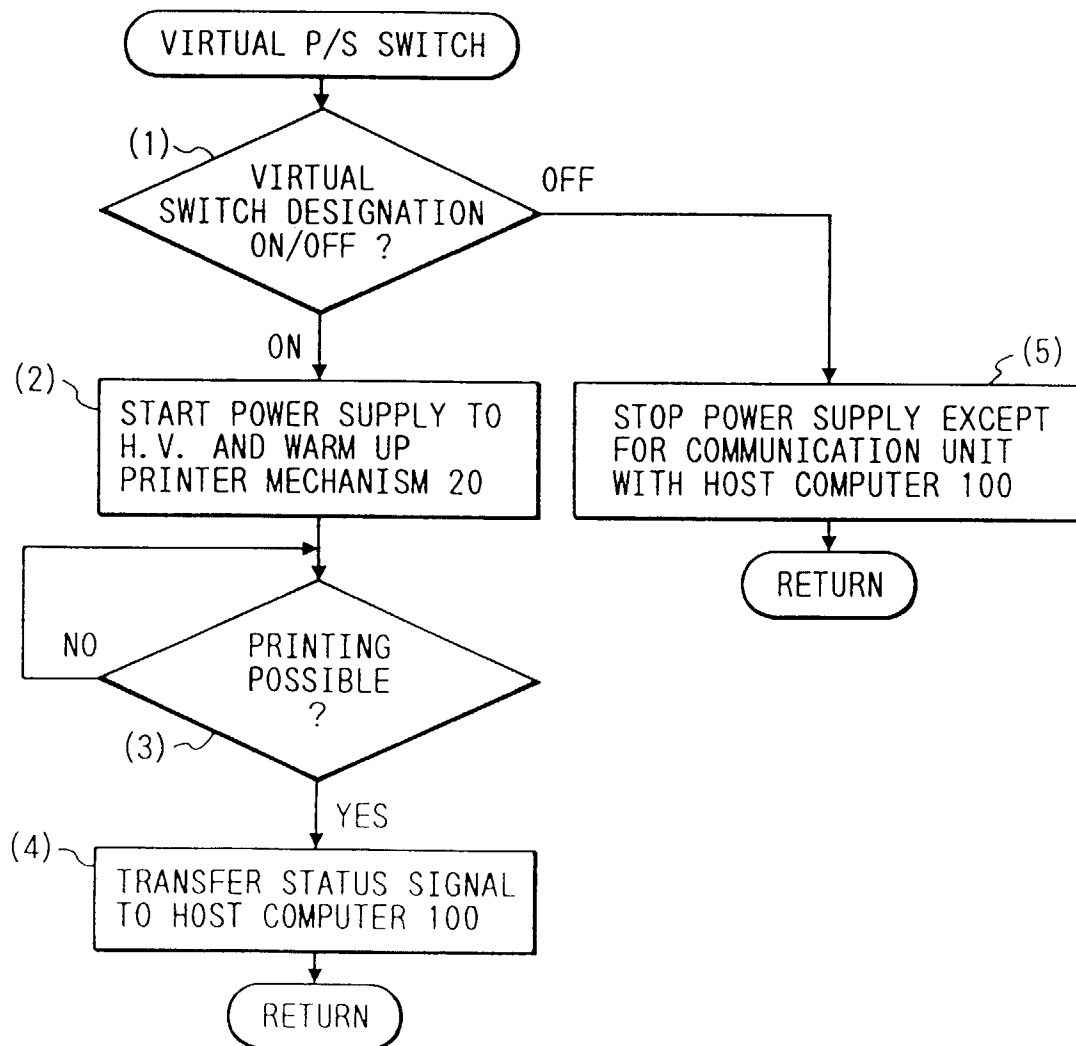 VIRTUAL P/S SWITCH
(1)
VIRTUAL
SWITCH DESIGNATION
ON/OFF ?
OFF
ON
(2)
START POWER SUPPLY TO
H.V. AND WARM UP
PRINTER MECHANISM 20
(5)
STOP POWER SUPPLY EXCEPT
FOR COMMUNICATION UNIT
WITH HOST COMPUTER 100
RETURN
NO
PRINTING
POSSIBLE
?
(3)
YES
(4)
TRANSFER STATUS SIGNAL
TO HOST COMPUTER 100
RETURN